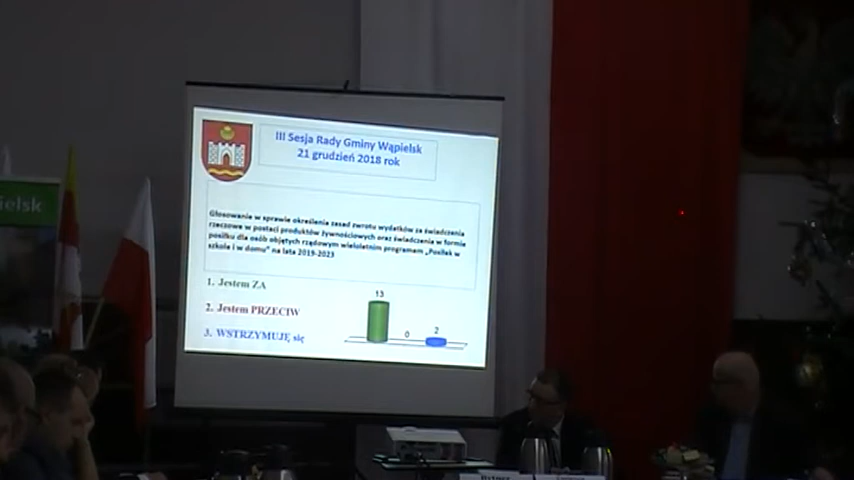 III Sesja Rady Gminy Wąpielsk
21 grudzień 2018 rok
Głosowanie w sprawie określenia zasad zwrotu wydatków za świadczenia
rzeczowe w postaci produktów żywnościowych oraz świadczenia w formie
posiłku dla osób objętych rządowym wieloletnim programem „Posiłek w
szkole i w domu” na lata 2019-2023
1. Jestem ZA
2. Jestem PRZECIW
3. WSTRZYMUJĘ się
13
0
2
ielsk